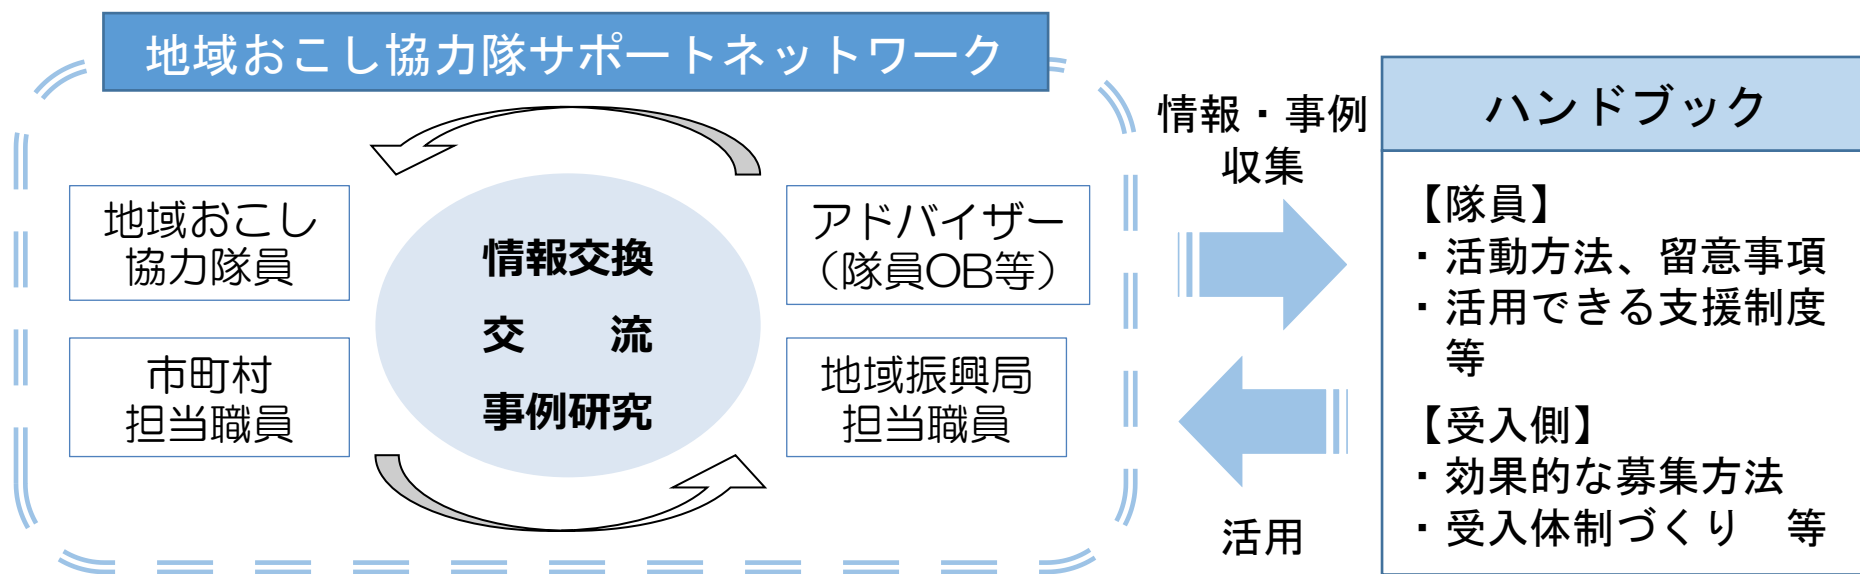 地域おこし協力隊サポートネットワーク
地域おこし
協力隊員
市町村
担当職員
情報交換
交　　流
事例研究
アドバイザー
（隊員OB等）
地域振興局
担当職員
情報・事例
収集
活用
ハンドブック
【隊員】
・活動方法、留意事項
・活用できる支援制度
等
【受入側】
・効果的な募集方法
・受入体制づくり　等